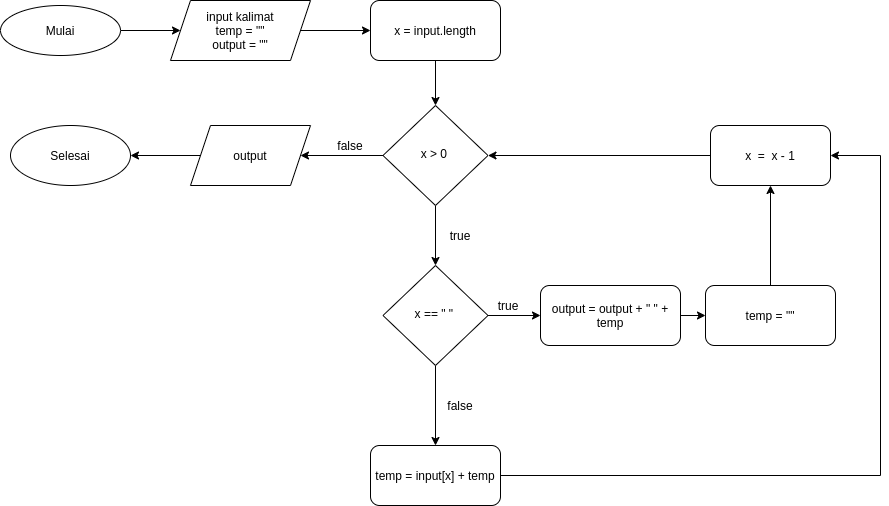 Mulai
input kalimat
temp = ""
output = ""
x = input.length
Selesai
output
false
x > 0
x  =  x - 1
true
x == " "
true
output = output + " " +
temp
temp = ""
false
temp = input[x] + temp